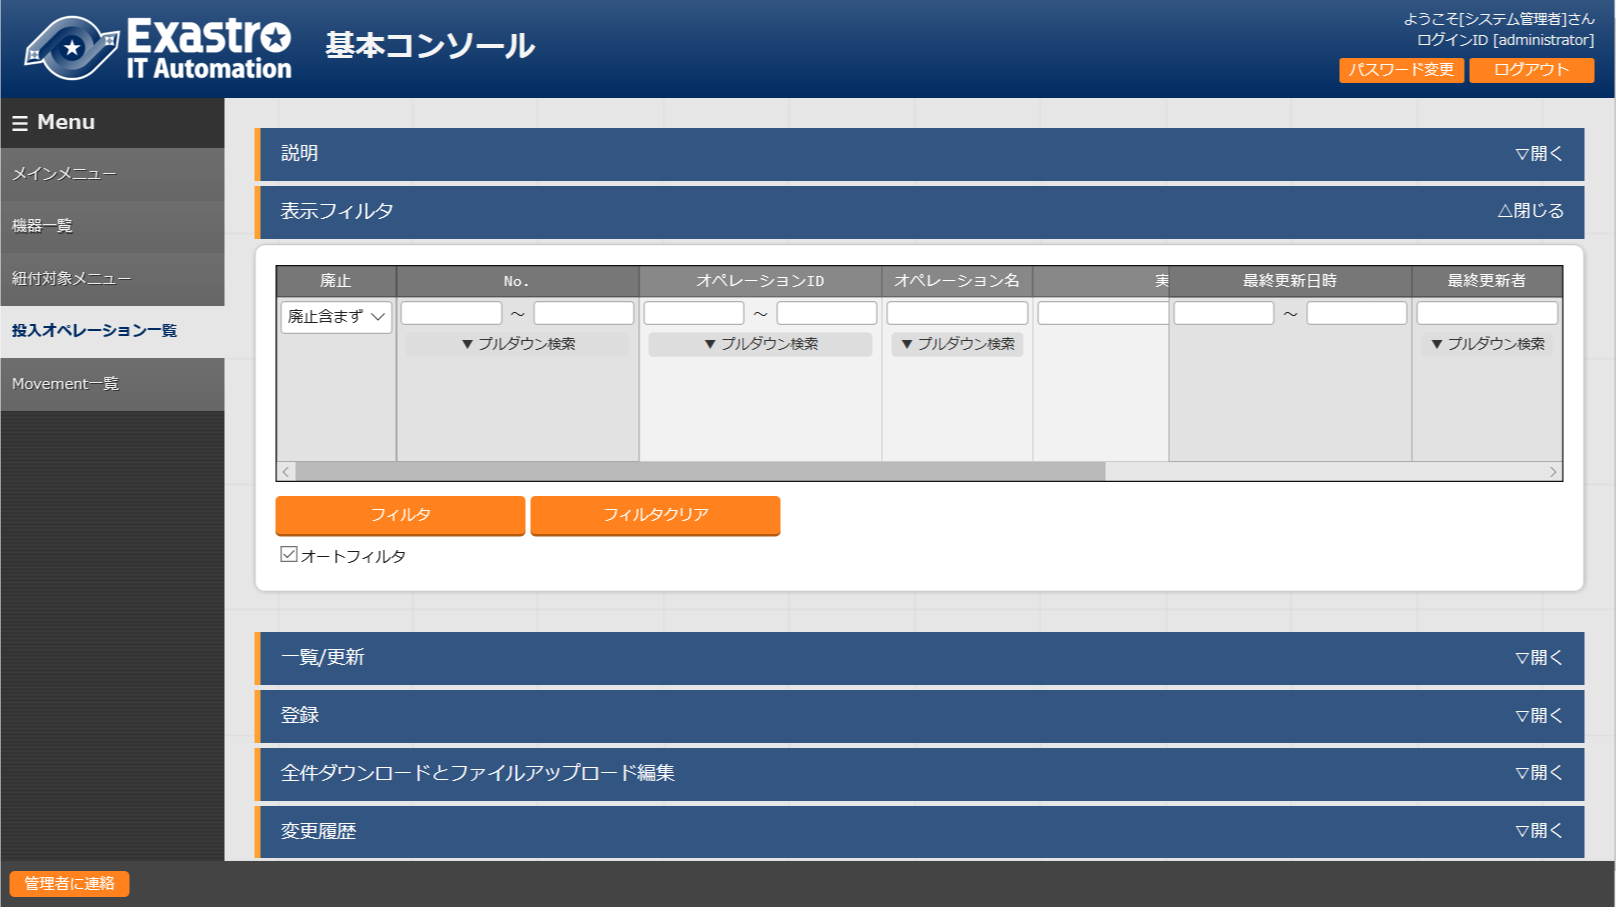 Exastro
IT Automation
基本コンソール
ようこそ[システム管理者]さん
ログインID [administrator]
パスワード変更
ログアウト
Menu
メインメニュー
機器一覧
紐付対象メニュー
投入オペレーション一覧
Movement一覧
説明
▽開く
表示フィルタ
△閉じる
廃止 No. オペレーションID オペレーション名 実 最終更新日時 最終更新者
廃止含まず ～ ～ ～
▼プルダウン検索 ▼プルダウン検索 ▼プルダウン検索 ▼プルダウン検索
フィルタ
フィルタクリア
オートフィルタ
一覧/更新
▽開く
登録
▽開く
全件ダウンロードとファイルアップロード編集
▽開く
変更履歴
▽開く
管理者に連絡